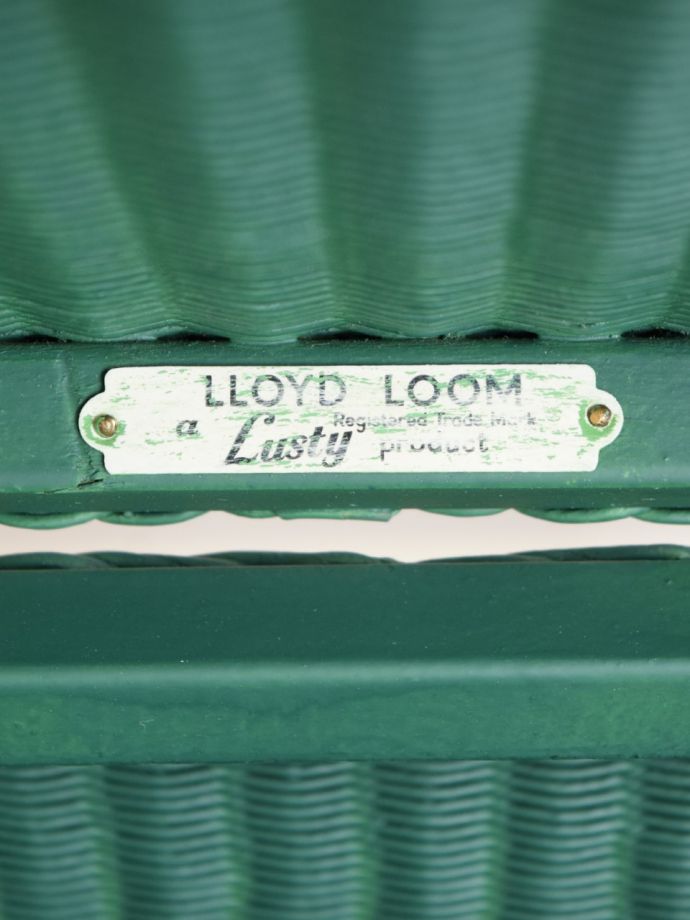 LLOYD LOOM
Registered Trade Mark
a Lusty product